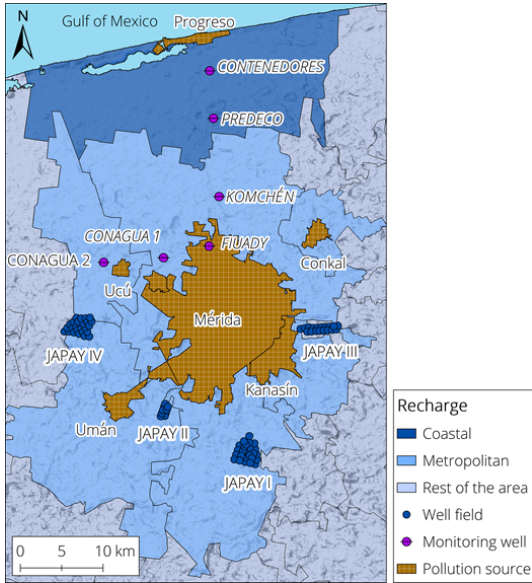 N
Gulf of Mexico
Progreso
CONTENEDORES
PREDECO
KOMCHÉN
CONAGUA 1
FIUADY
CONAGUA 2
Conkal
Ucú
Mérida
JAPAY IV
JAPAY III
Kanasín
Umán
JAPAY II
JAPAY I
0 5 10 km
Recharge
Coastal
Metropolitan
Rest of the area
Well field
Monitoring well
Pollution source